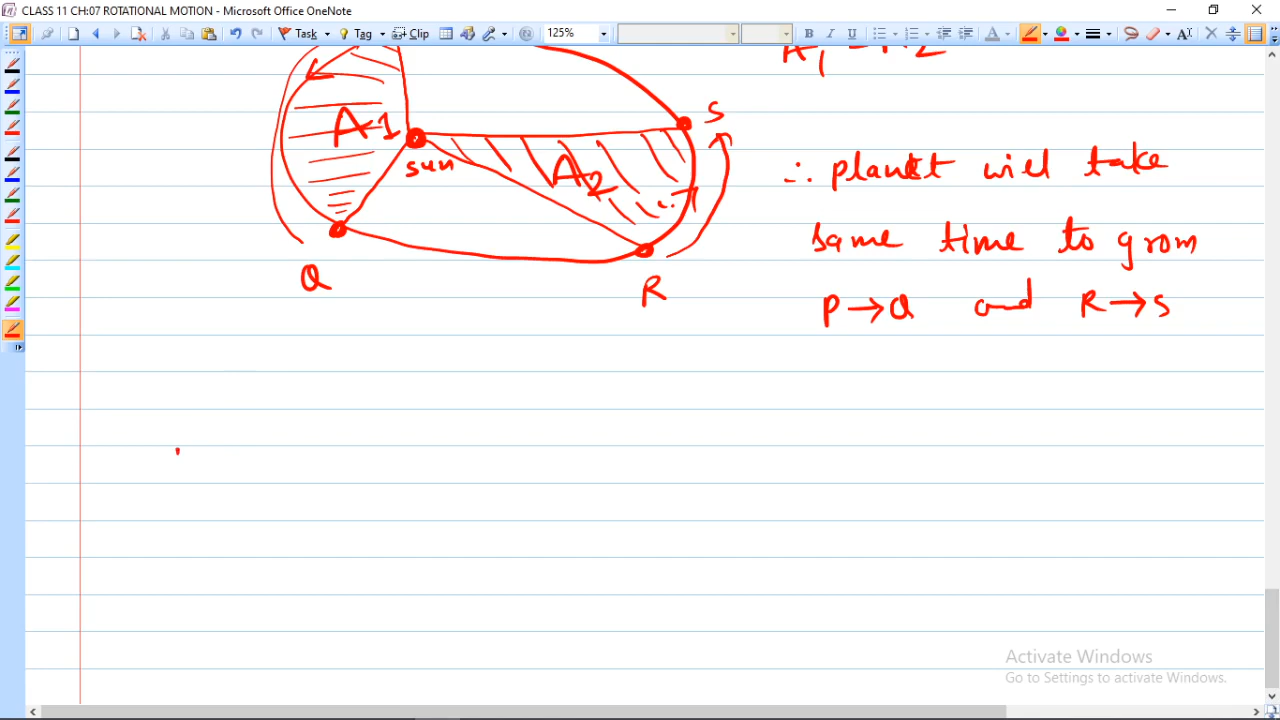 CLASS 11 CH:07 ROTATIONAL MOTION - Microsoft Office OneNote
Task Tag Clip 125% B I U
A1
sun
A2
S
Q
R
∴ planet will take
same time to grom
P→Q and R→S
Activate Windows
Go to Settings to activate Windows.